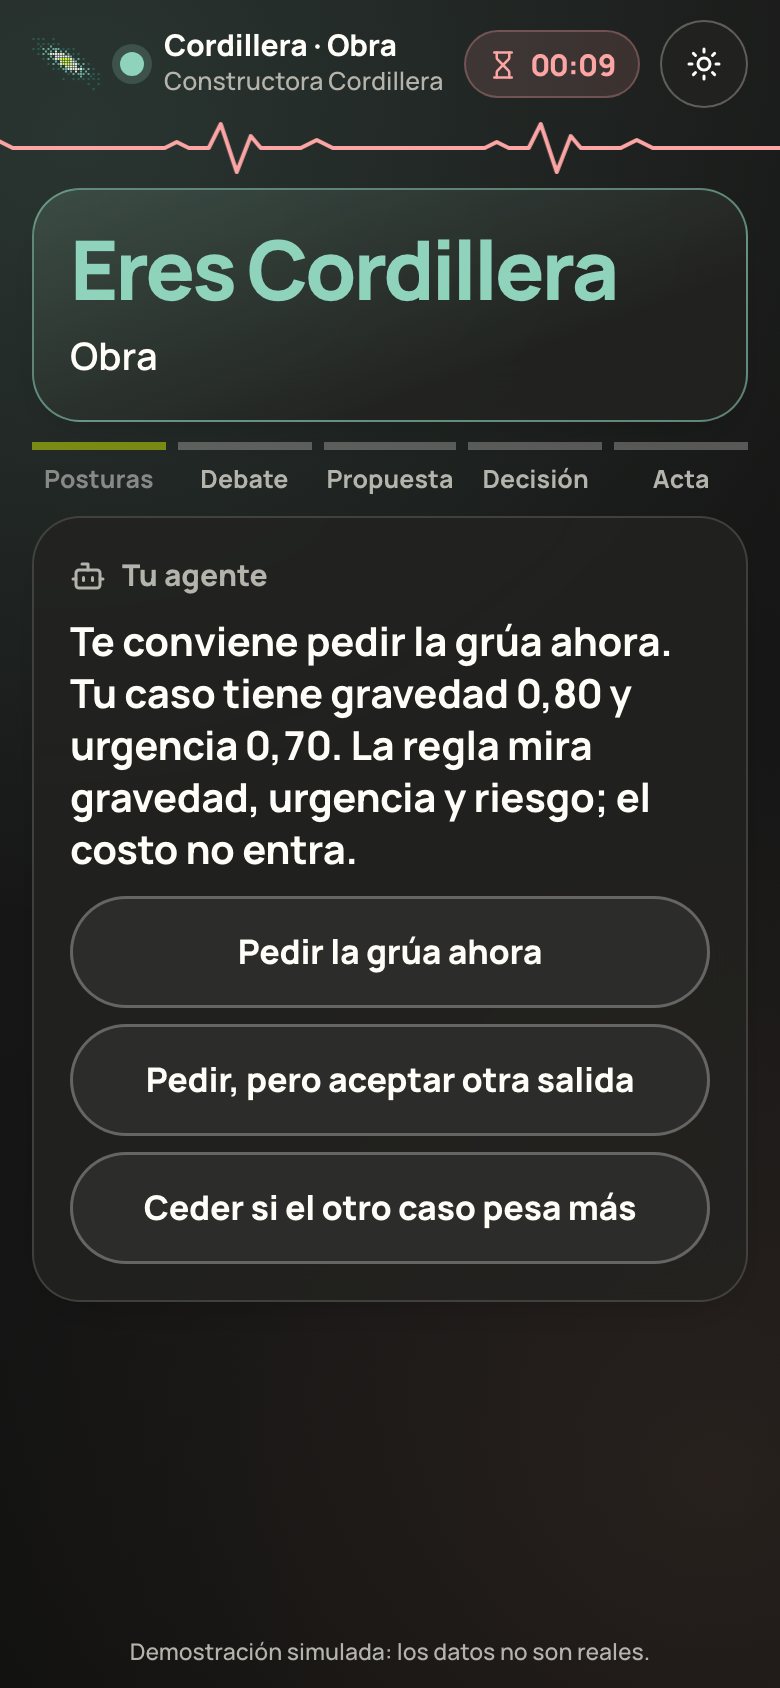 Cordillera · Obra
Constructora Cordillera
00:09
Eres Cordillera
Obra
Posturas
Debate
Propuesta
Decisión
Acta
Tu agente
Te conviene pedir la grúa ahora.
Tu caso tiene gravedad 0,80 y
urgencia 0,70. La regla mira
gravedad, urgencia y riesgo; el
costo no entra.
Pedir la grúa ahora
Pedir, pero aceptar otra salida
Ceder si el otro caso pesa más
Demostración simulada: los datos no son reales.